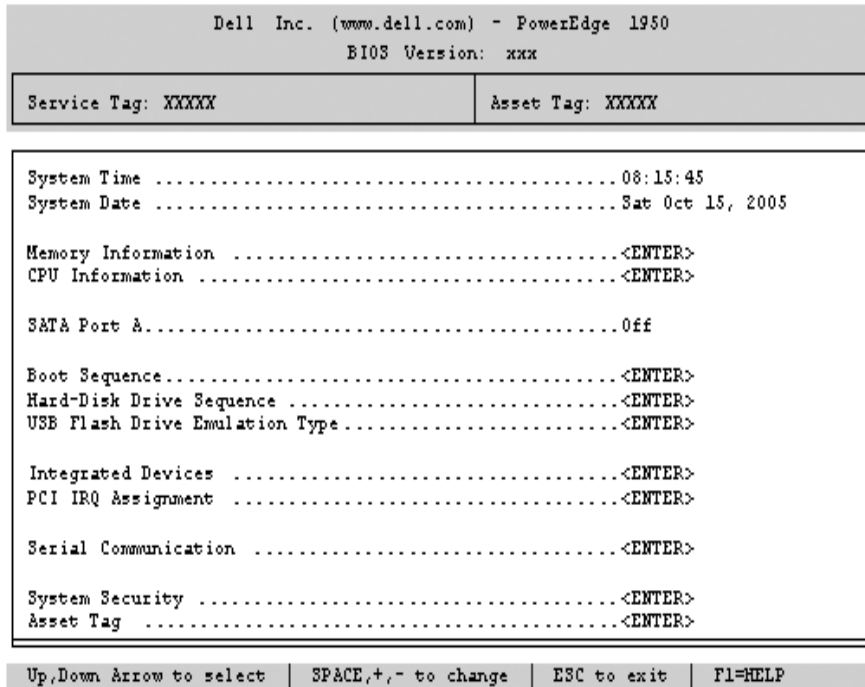 Dell Inc. (www.dell.com) - PowerEdge 1950
BIOS Version: xxx
Service Tag: XXXXX Asset Tag: XXXXX
System Time ............................................. 08:15:45
System Date ............................................. Sat Oct 15, 2005
Memory Information ...................................... <ENTER>
CPU Information ......................................... <ENTER>
SATA Port A.............................................. Off
Boot Sequence............................................ <ENTER>
Hard-Disk Drive Sequence ................................ <ENTER>
USB Flash Drive Emulation Type........................... <ENTER>
Integrated Devices ...................................... <ENTER>
PCI IRQ Assignment ...................................... <ENTER>
Serial Communication .................................... <ENTER>
System Security ......................................... <ENTER>
Asset Tag .............................................. <ENTER>
Up,Down Arrow to select | SPACE,+,- to change | ESC to exit | F1=HELP